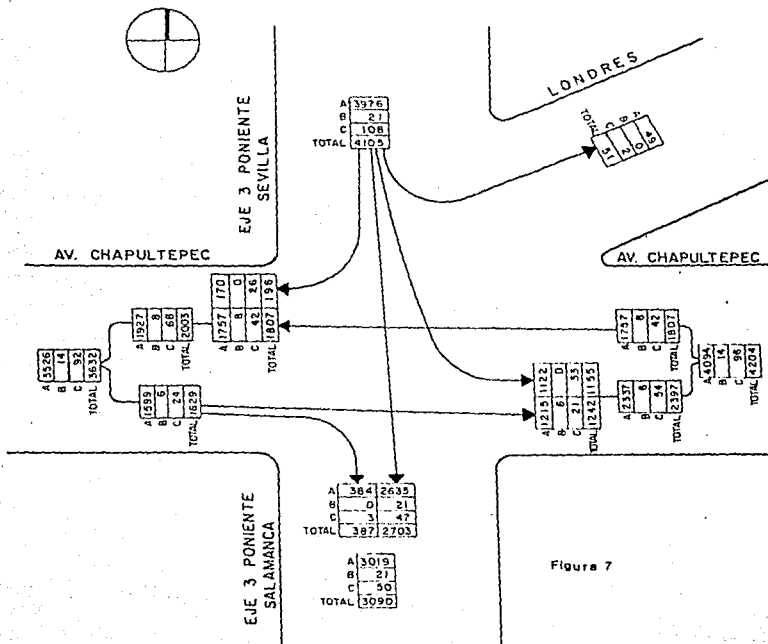 LONDRES
EJE 3 PONIENTE
SEVILLA
A 3976
B 21
C 108
TOTAL 4105
A 49
B 0
C 2
TOTAL 51
AV. CHAPULTEPEC
AV. CHAPULTEPEC
170 0 26 196
A 1757 B 8 C 42 TOTAL 1807
A 1927 B 8 C 68 TOTAL 2003
A 3526 B 14 C 92 TOTAL 3632
A 1599 B 6 C 24 TOTAL 1629
A 1757 B 8 C 42 TOTAL 1807
A 4094 B 14 C 96 TOTAL 4204
A 2337 B 6 C 54 TOTAL 2397
1122 0 33 1155
A 1215 B 6 C 21 TOTAL 1242
A 384 2635
B 0 21
C 3 47
TOTAL 387 2703
A 3019
B 21
C 50
TOTAL 3090
EJE 3 PONIENTE
SALAMANCA
Figura 7